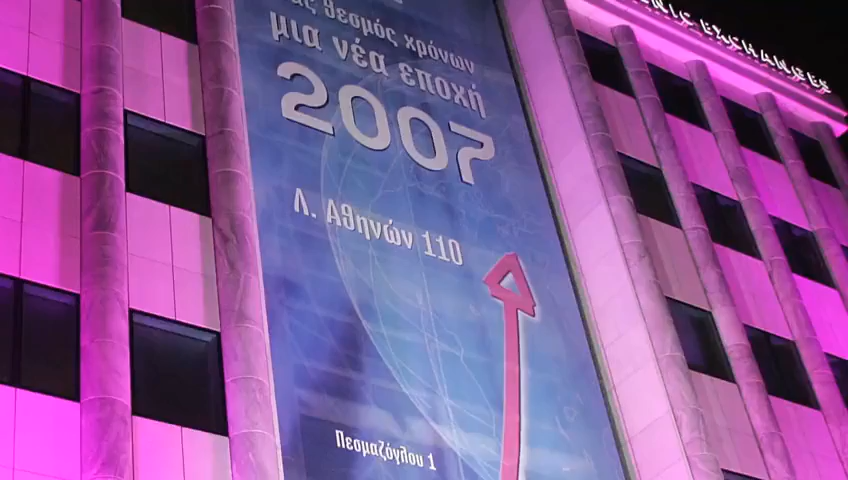 θεσμός χρόνων
μια νέα εποχή
2007
Λ. Αθηνών 110
Πεσμαζόγλου 1
EXCHANGES